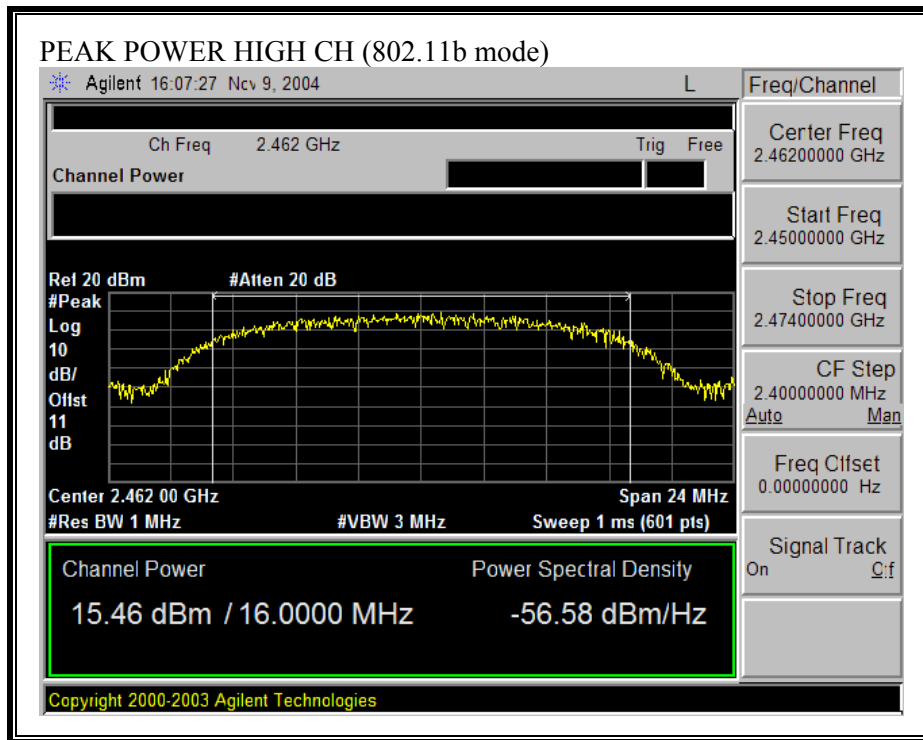 PEAK POWER HIGH CH (802.11b mode)
Agilent 16:07:27 Nov 9, 2004 L
Freq/Channel
Ch Freq 2.462 GHz Trig Free
Channel Power
Center Freq
2.46200000 GHz
Start Freq
2.45000000 GHz
Stop Freq
2.47400000 GHz
CF Step
2.40000000 MHz
Auto Man
Freq Offset
0.00000000 Hz
Signal Track
On Off
Ref 20 dBm #Atten 20 dB
#Peak
Log
10
dB/
Offst
11
dB
Center 2.462 00 GHz Span 24 MHz
#Res BW 1 MHz #VBW 3 MHz Sweep 1 ms (601 pts)
Channel Power Power Spectral Density
15.46 dBm / 16.0000 MHz -56.58 dBm/Hz
Copyright 2000-2003 Agilent Technologies